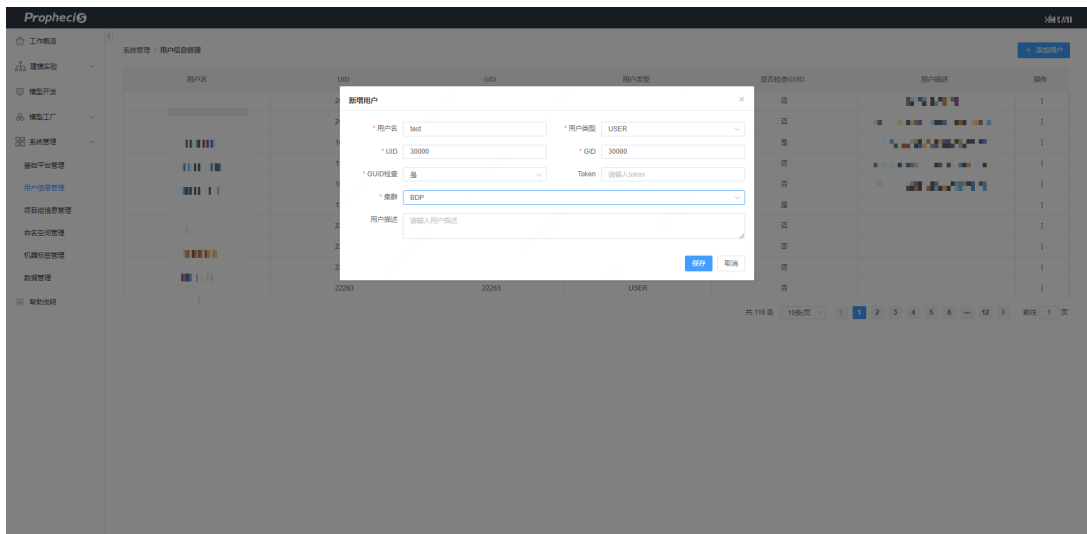 Prophecis
工作概览
系统管理 / 用户信息管理
+ 添加用户
建模实验
用户名 UID GID 用户类型 是否检查GUID 用户描述 操作
模型开发
新增用户 ×
否
模型工厂
* 用户名 test * 用户类型 USER
否
系统管理
* UID 30000 * GID 30000
是
基础平台管理
* GUID检查 是 Token 请输入token
否
用户信息管理
* 集群 BDP
否
项目组信息管理
用户描述 请输入用户描述
是
命名空间管理
否
机器标签管理
否
数据管理
保存 取消
否
帮助说明
22263 22263 USER 否
共 118 条 10条/页 < 1 2 3 4 5 6 ··· 12 > 前往 1 页